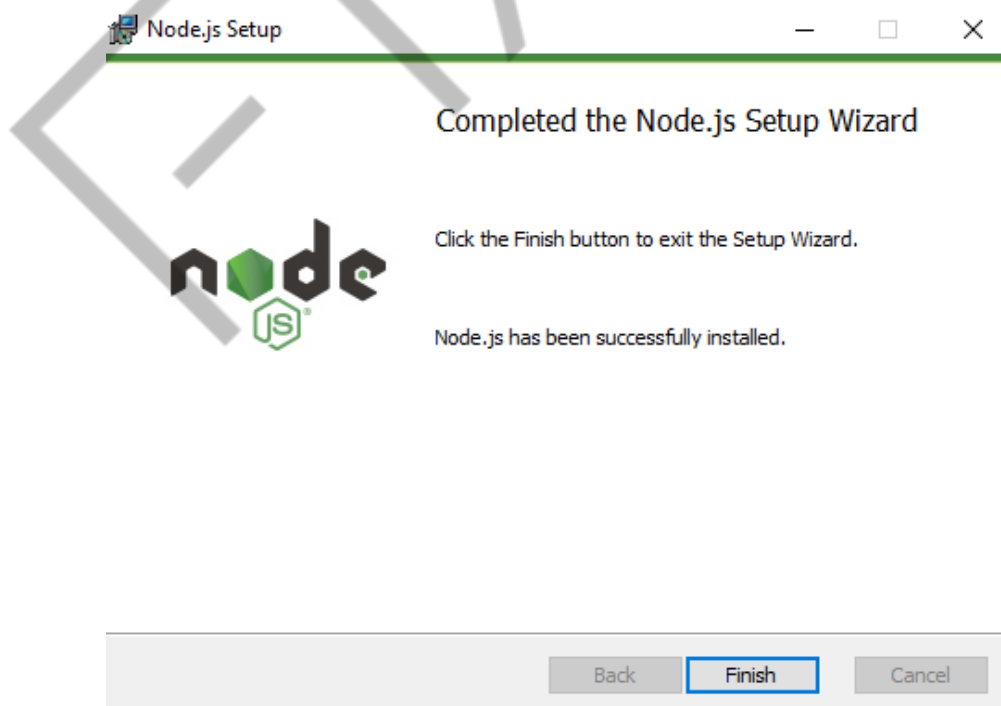 Node.js Setup
Completed the Node.js Setup Wizard
Click the Finish button to exit the Setup Wizard.
node
JS
®
Node.js has been successfully installed.
Back
Finish
Cancel